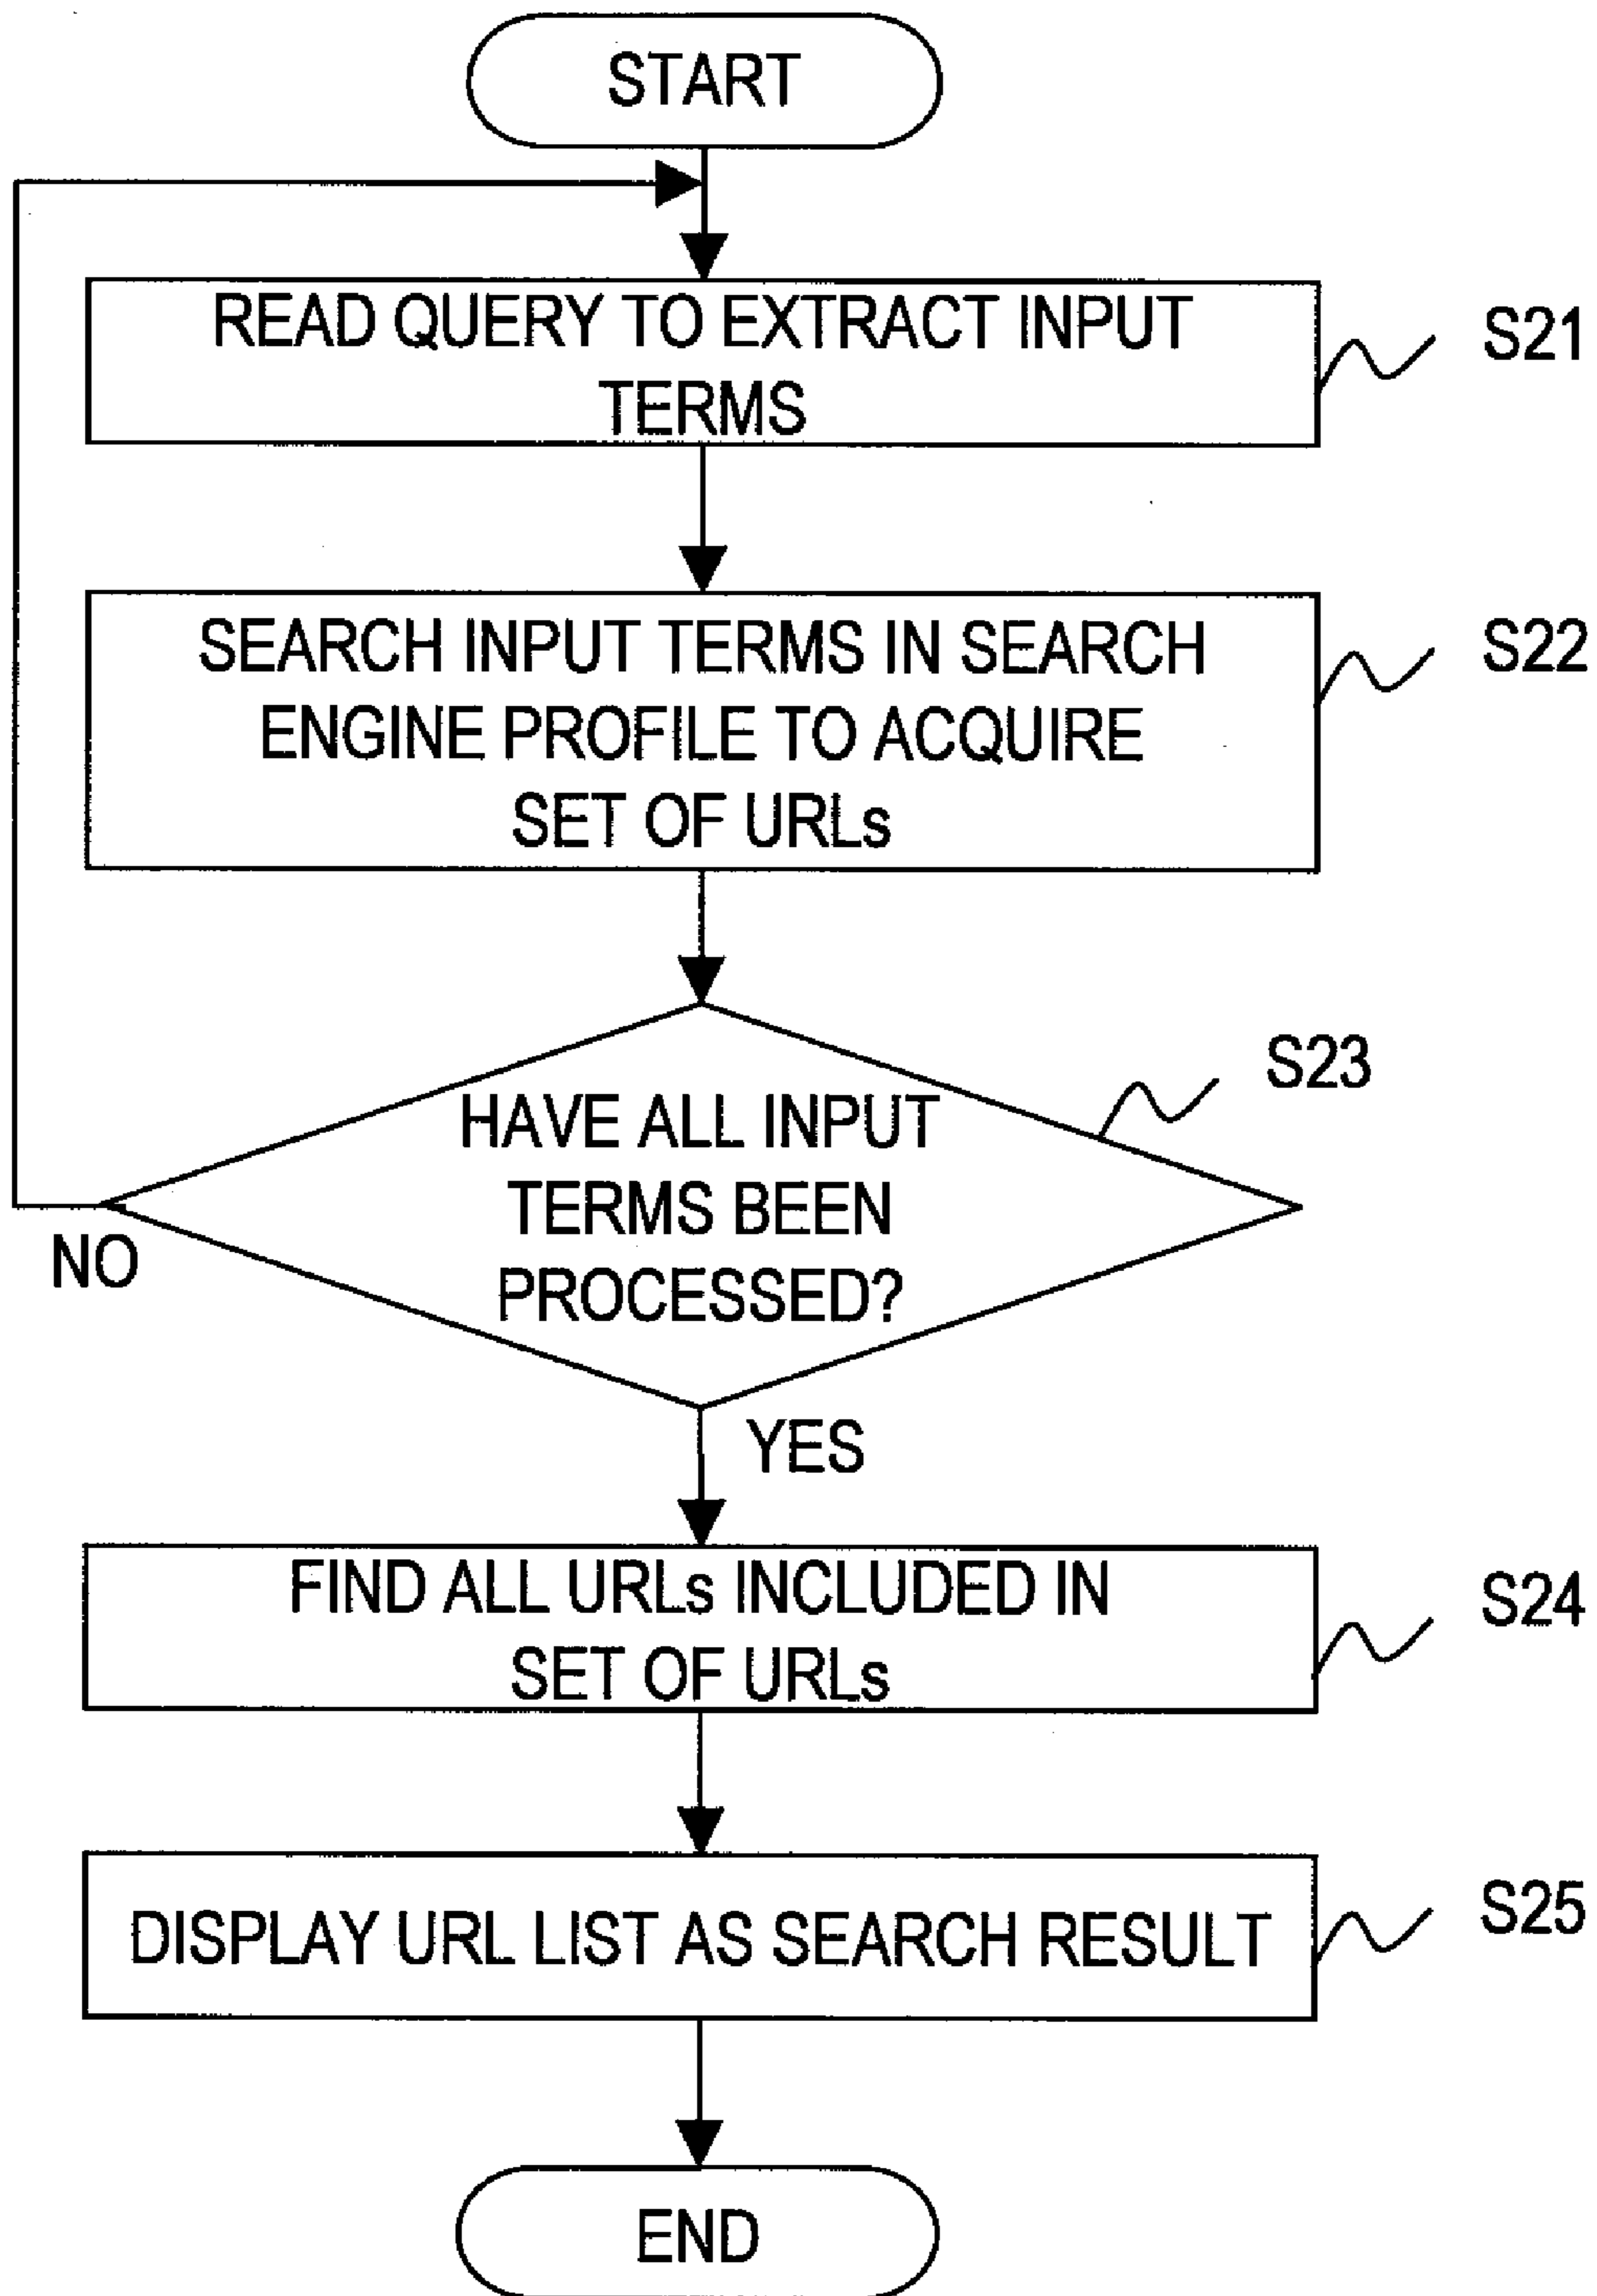 START
READ QUERY TO EXTRACT INPUT
TERMS
S21
SEARCH INPUT TERMS IN SEARCH
ENGINE PROFILE TO ACQUIRE
SET OF URLs
S22
HAVE ALL INPUT
TERMS BEEN
PROCESSED?
S23
NO
YES
FIND ALL URLs INCLUDED IN
SET OF URLs
S24
DISPLAY URL LIST AS SEARCH RESULT
S25
END